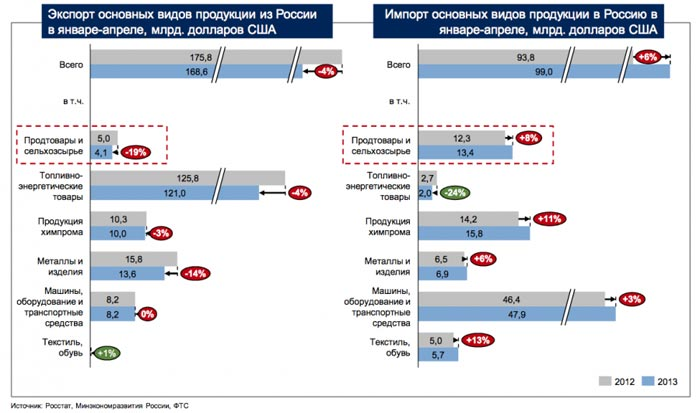 Экспорт основных видов продукции из России
в январе-апреле, млрд. долларов США
Всего
175,8
168,6
-4%
в т.ч.
Продтовары и
сельхозсырье
5,0
4,1
-19%
Топливно-
энергетические
товары
125,8
121,0
-4%
Продукция
химпрома
10,3
10,0
-3%
Металлы и
изделия
15,8
13,6
-14%
Машины,
оборудование и
транспортные
средства
8,2
8,2
0%
Текстиль,
обувь
+1%
Импорт основных видов продукции в Россию в
январе-апреле, млрд. долларов США
Всего
93,8
99,0
+6%
в т.ч.
Продтовары и
сельхозсырье
12,3
13,4
+8%
Топливно-
энергетические
товары
2,7
2,0
-24%
Продукция
химпрома
14,2
15,8
+11%
Металлы и
изделия
6,5
6,9
+6%
Машины,
оборудование и
транспортные
средства
46,4
47,9
+3%
Текстиль,
обувь
5,0
5,7
+13%
2012 2013
Источник: Росстат, Минэкономразвития России, ФТС